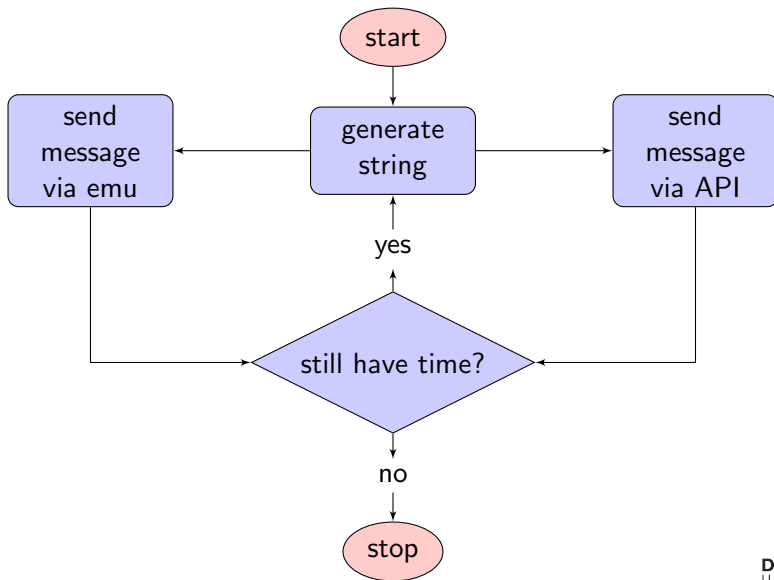 start
send
message
via emu
generate
string
send
message
via API
yes
still have time?
no
stop
D